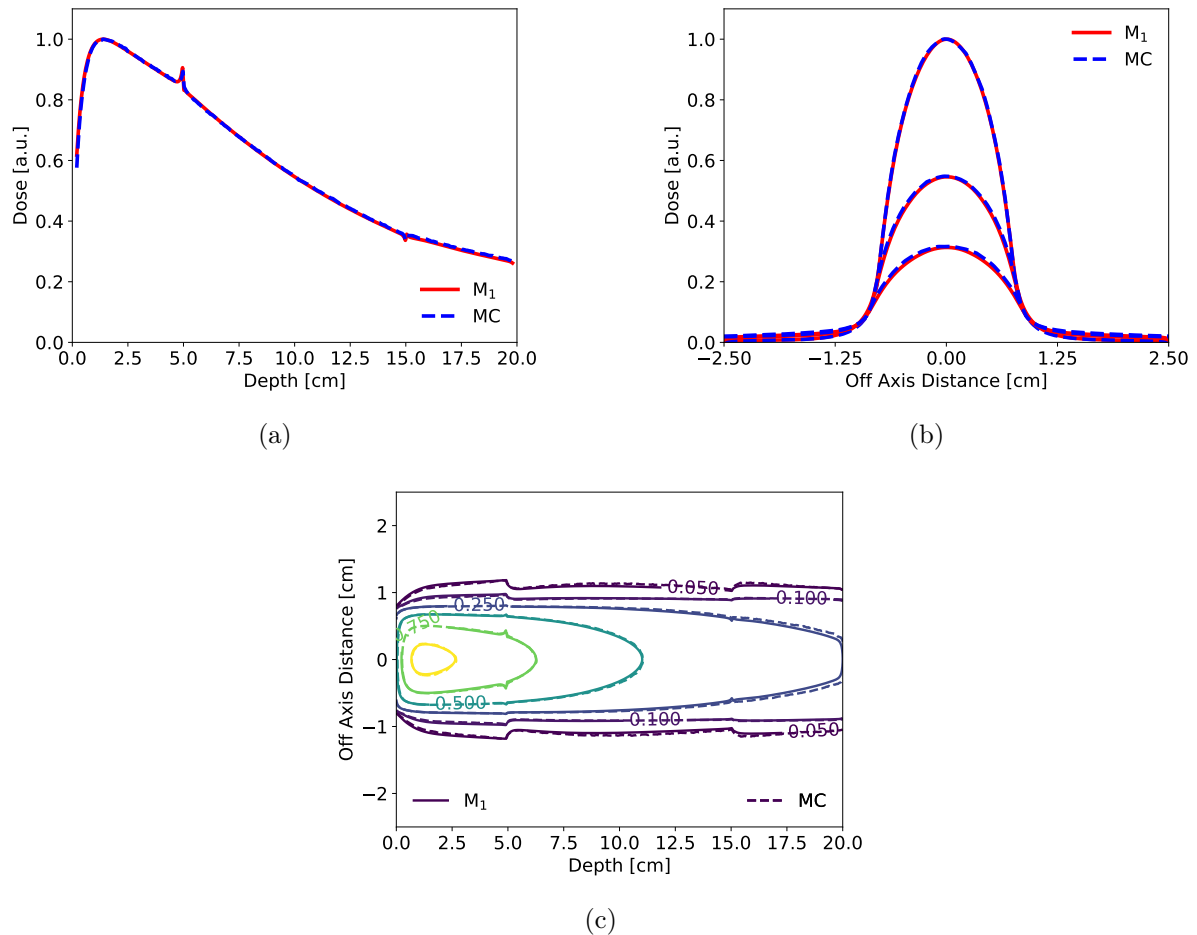 1.0
0.8
0.6
0.4
0.2
0.0
Dose [a.u.]
M₁
MC
0.0 2.5 5.0 7.5 10.0 12.5 15.0 17.5 20.0
Depth [cm]
(a)
1.0
0.8
0.6
0.4
0.2
0.0
Dose [a.u.]
M₁
MC
−2.50 −1.25 0.00 1.25 2.50
Off Axis Distance [cm]
(b)
2
1
0
−1
−2
Off Axis Distance [cm]
0.050
0.100
0.250
0.750
0.500
0.100
0.050
M₁
MC
0.0 2.5 5.0 7.5 10.0 12.5 15.0 17.5 20.0
Depth [cm]
(c)